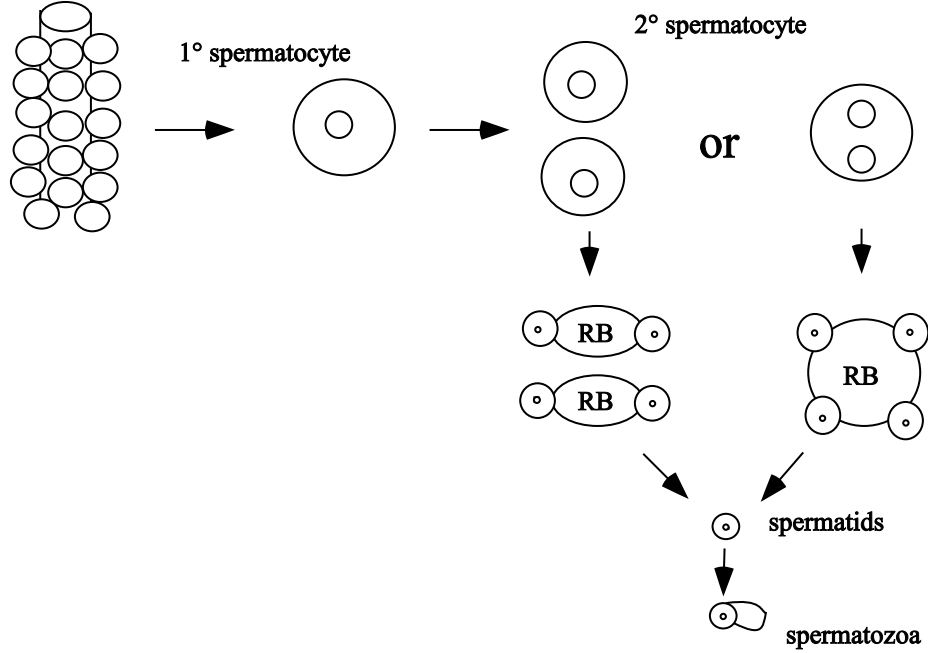 1° spermatocyte
2° spermatocyte
or
RB
RB
RB
spermatids
spermatozoa